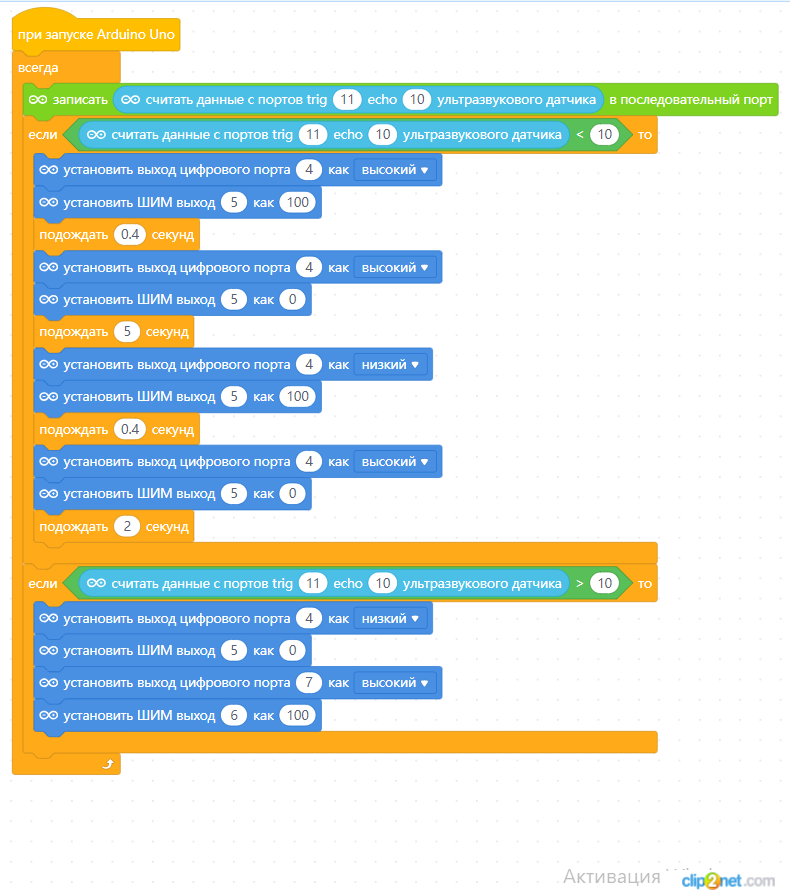 при запуске Arduino Uno
всегда
записать считать данные с портов trig 11 echo 10 ультразвукового датчика в последовательный порт
если считать данные с портов trig 11 echo 10 ультразвукового датчика < 10 то
установить выход цифрового порта 4 как высокий
установить ШИМ выход 5 как 100
подождать 0.4 секунд
установить выход цифрового порта 4 как высокий
установить ШИМ выход 5 как 0
подождать 5 секунд
установить выход цифрового порта 4 как низкий
установить ШИМ выход 5 как 100
подождать 0.4 секунд
установить выход цифрового порта 4 как высокий
установить ШИМ выход 5 как 0
подождать 2 секунд
если считать данные с портов trig 11 echo 10 ультразвукового датчика > 10 то
установить выход цифрового порта 4 как низкий
установить ШИМ выход 5 как 0
установить выход цифрового порта 7 как высокий
установить ШИМ выход 6 как 100
Активация
clip2net.com